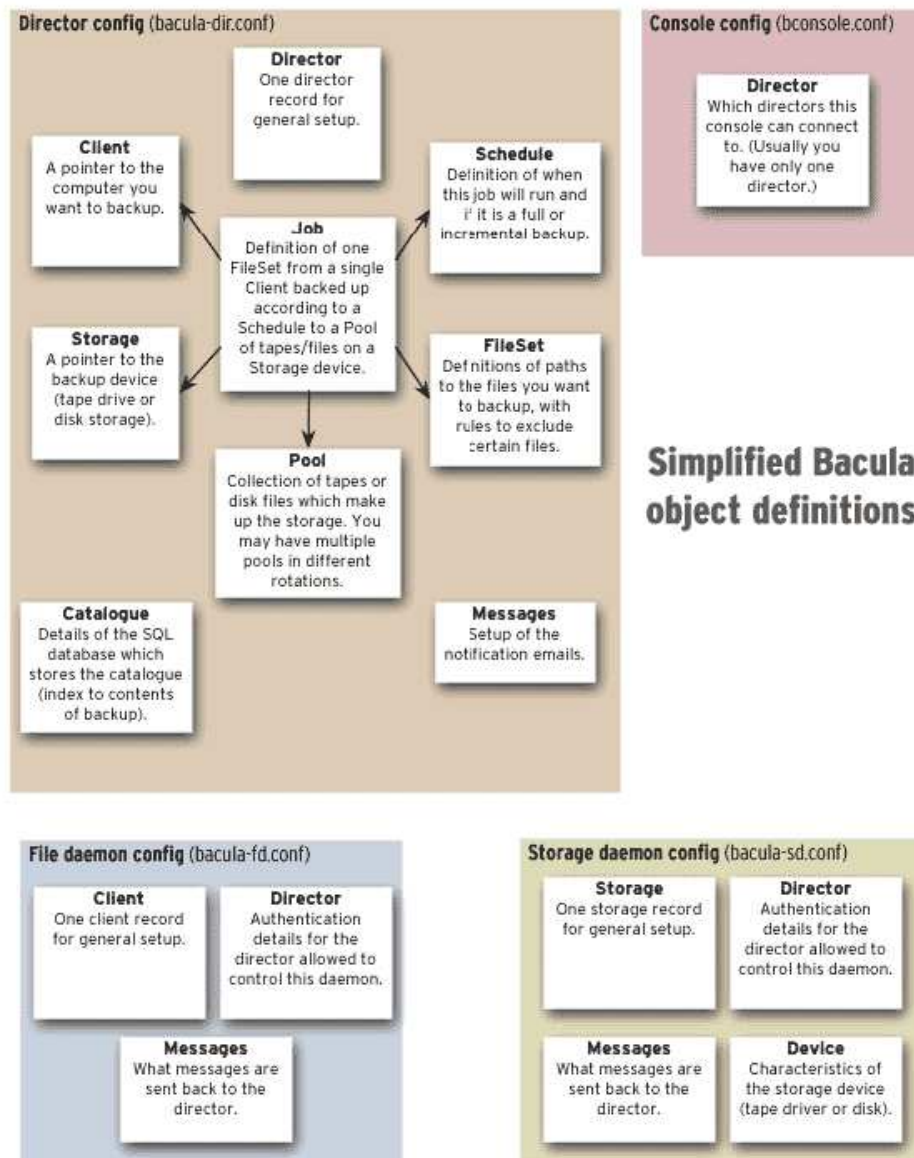 Director config (bacula-dir.conf)
Director
One director
record for
general setup.
Client
A pointer to the
computer you
want to backup.
Schedule
Definition of when
this job will run and
if it is a full or
incremental backup.
Job
Definition of one
FileSet from a single
Client backed up
according to a
Schedule to a Pool
of tapes/files on a
Storage device.
Storage
A pointer to the
backup device
(tape drive or
disk storage).
FileSet
Definitions of paths
to the files you want
to backup, with
rules to exclude
certain files.
Pool
Collection of tapes or
disk files which make
up the storage. You
may have multiple
pools in different
rotations.
Catalogue
Details of the SQL
database which
stores the catalogue
(index to contents
of backup).
Messages
Setup of the
notification emails.
Console config (bconsole.conf)
Director
Which directors this
console can connect
to. (Usually you
have only one
director.)
Simplified Bacula
object definitions
File daemon config (bacula-fd.conf)
Client
One client record
for general setup.
Director
Authentication
details for the
director allowed to
control this daemon.
Messages
What messages are
sent back to the
director.
Storage daemon config (bacula-sd.conf)
Storage
One storage record
for general setup.
Director
Authentication
details for the
director allowed to
control this daemon.
Messages
What messages are
sent back to the
director.
Device
Characteristics of
the storage device
(tape driver or disk).